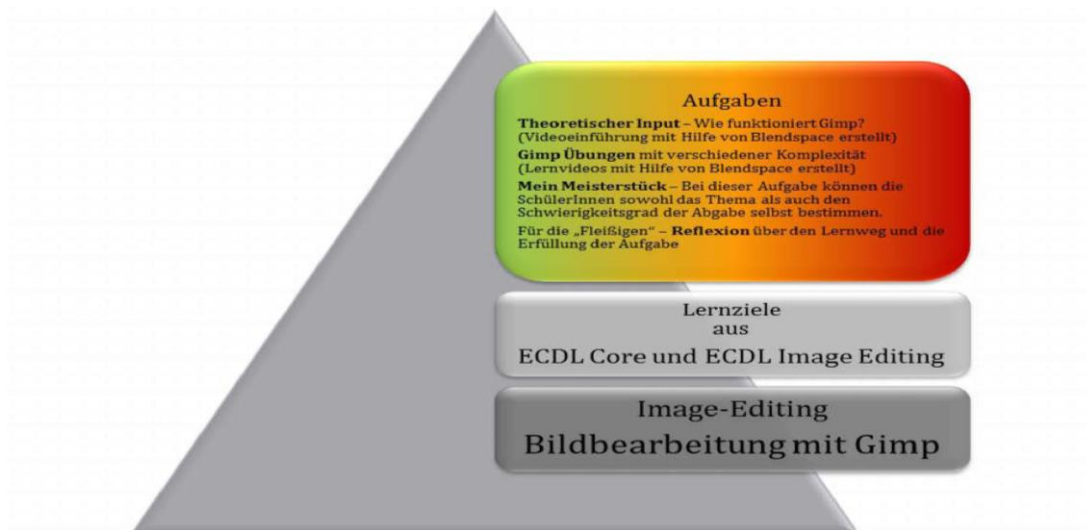 Aufgaben
Theoretischer Input – Wie funktioniert Gimp?
(Videoeinführung mit Hilfe von Blendspace erstellt)
Gimp Übungen mit verschiedener Komplexität
(Lernvideos mit Hilfe von Blendspace erstellt)
Mein Meisterstück – Bei dieser Aufgabe können die
SchülerInnen sowohl das Thema als auch den
Schwierigkeitsgrad der Abgabe selbst bestimmen.
Für die „Fleißigen“ – Reflexion über den Lernweg und die
Erfüllung der Aufgabe
Lernziele
aus
ECDL Core und ECDL Image Editing
Image-Editing
Bildbearbeitung mit Gimp